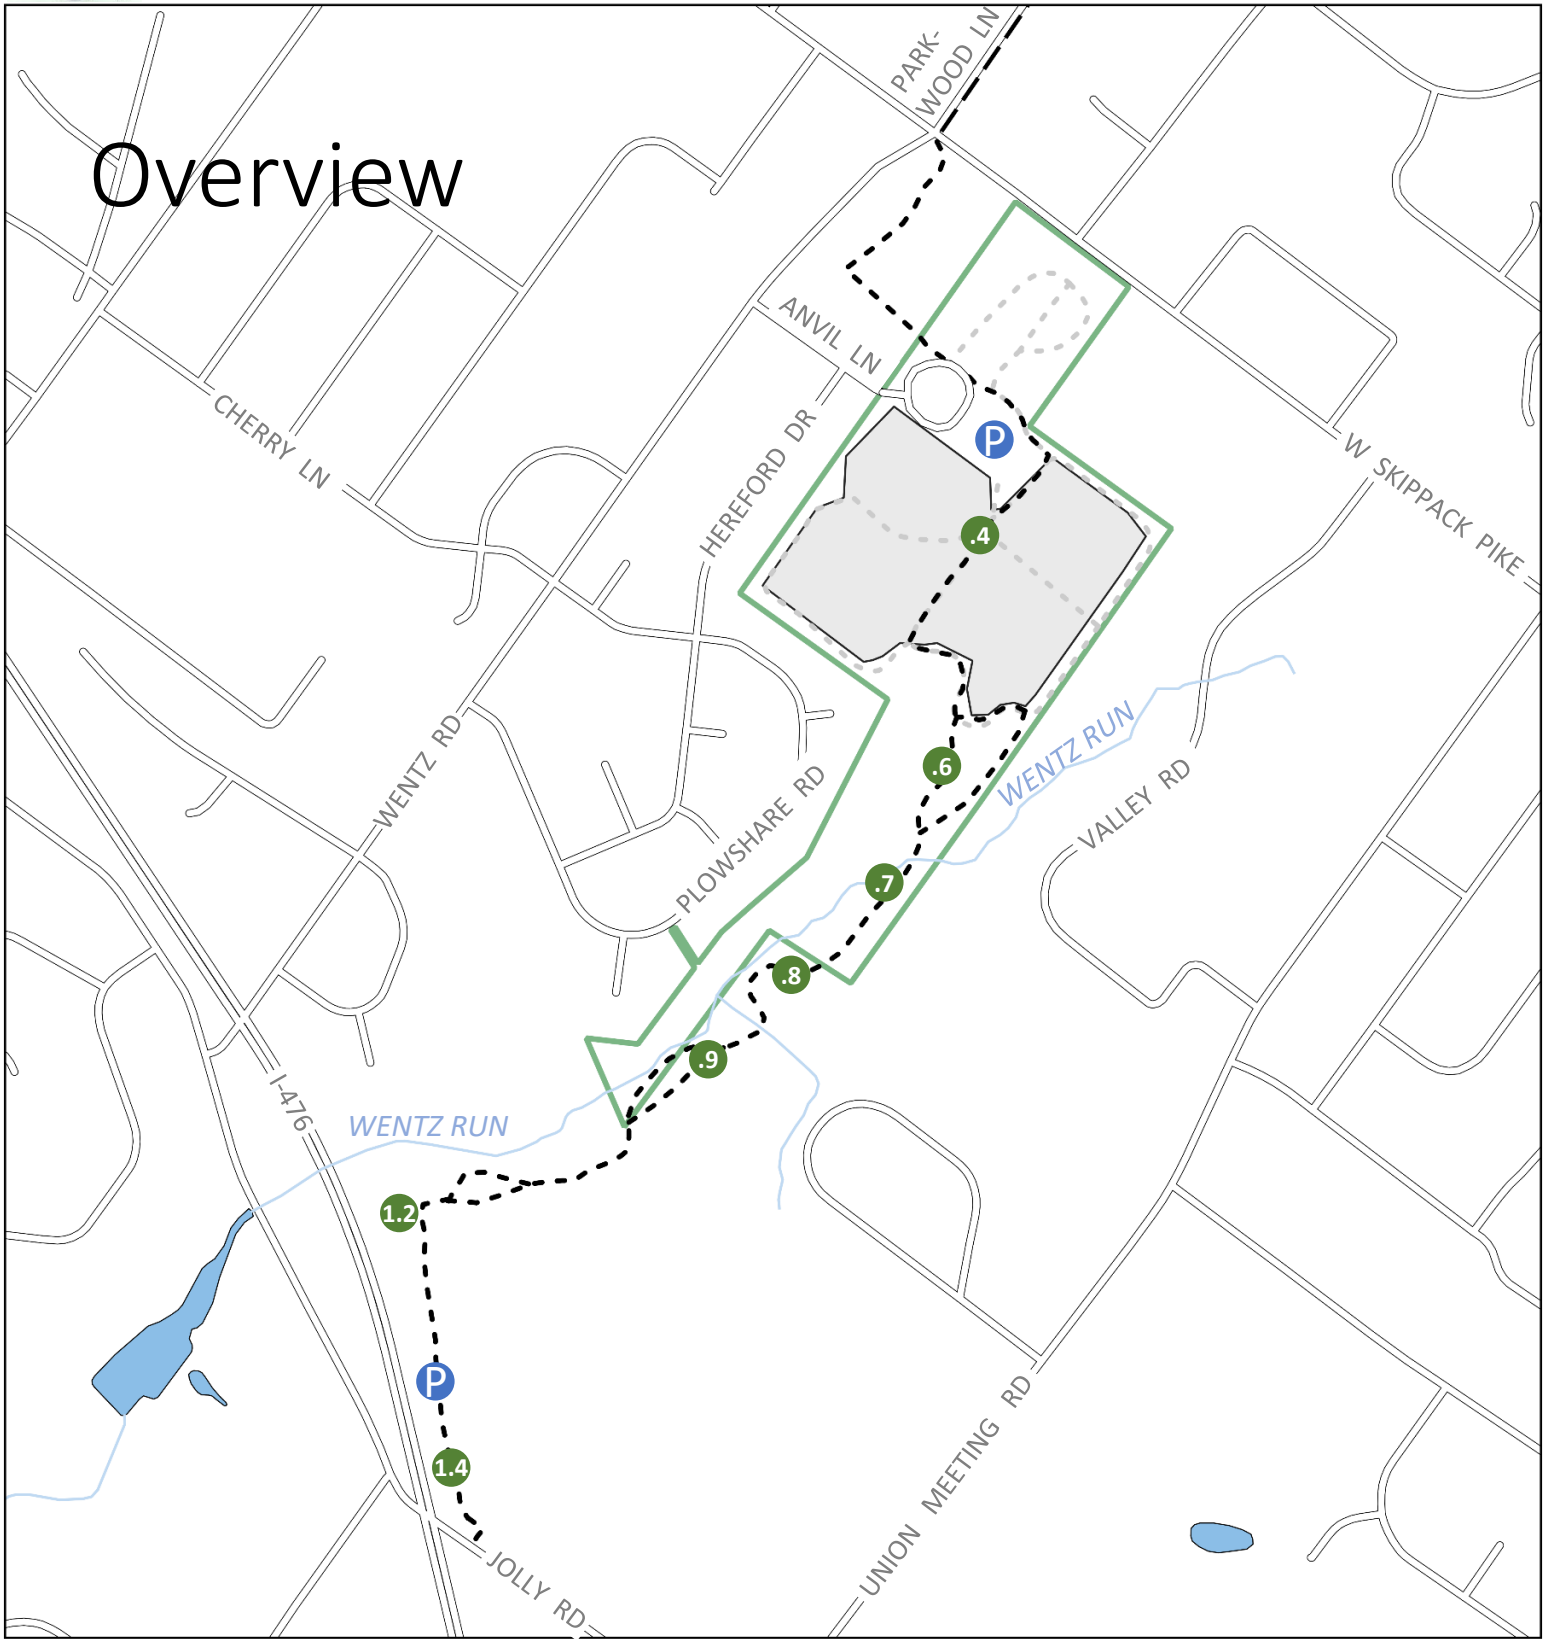 PARK-
WOOD LN
Overview
ANVIL LN
CHERRY LN
HEREFORD DR
P
W SKIPPACK PIKE
.4
WENTZ RD
WENTZ RUN
.6
VALLEY RD
PLOWSHARE RD
.7
.8
.9
I-476
WENTZ RUN
1.2
P
UNION MEETING RD
1.4
JOLLY RD